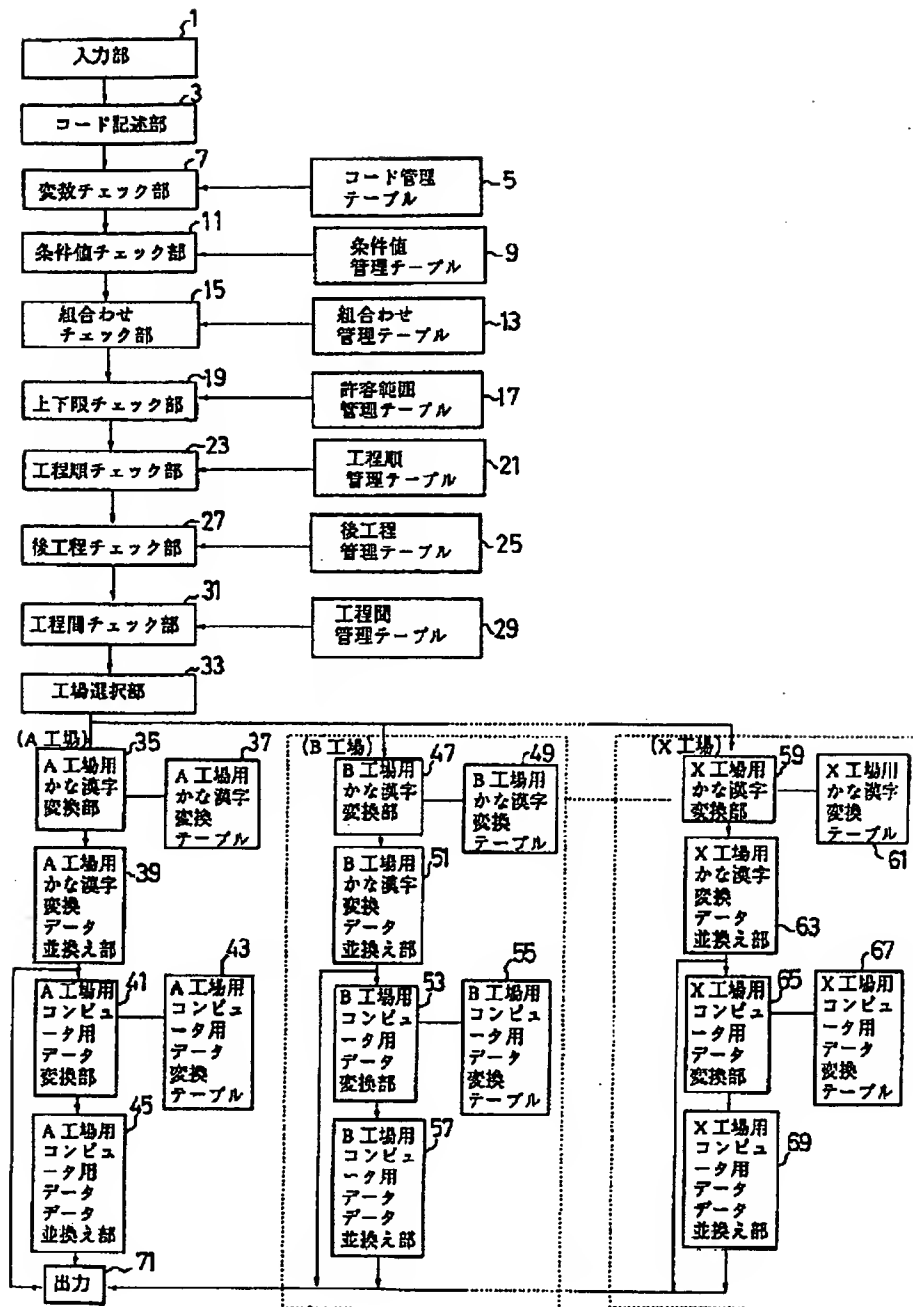 1
入力部
3
コード記述部
7
変数チェック部
コード管理
テーブル
5
11
条件値チェック部
条件値
管理テーブル
9
15
組合わせ
チェック部
組合わせ
管理テーブル
13
19
上下限チェック部
許容範囲
管理テーブル
17
23
工程順チェック部
工程順
管理テーブル
21
27
後工程チェック部
後工程
管理テーブル
25
31
工程間チェック部
工程間
管理テーブル
29
33
工場選択部
(A工場)
35
A工場用
かな漢字
変換部
37
A工場用
かな漢字
変換
テーブル
39
A工場用
かな漢字
変換
データ
並換え部
41
A工場用
コンピュ
ータ用
データ
変換部
43
A工場用
コンピュ
ータ用
データ
変換
テーブル
45
A工場用
コンピュ
ータ用
データ
データ
並換え部
71
出力
(B工場)
47
B工場用
かな漢字
変換部
49
B工場用
かな漢字
変換
テーブル
51
B工場用
かな漢字
変換
データ
並換え部
53
B工場用
コンピュ
ータ用
データ
変換部
55
B工場用
コンピュ
ータ用
データ
変換
テーブル
57
B工場用
コンピュ
ータ用
データ
データ
並換え部
(X工場)
59
X工場用
かな漢字
変換部
X工場用
かな漢字
変換
テーブル
61
X工場用
かな漢字
変換
データ
並換え部
63
65
X工場用
コンピュ
ータ用
データ
変換部
67
X工場用
コンピュ
ータ用
データ
変換
テーブル
69
X工場用
コンピュ
ータ用
データ
データ
並換え部